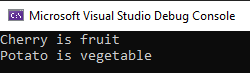 Microsoft Visual Studio Debug Console
Cherry is fruit
Potato is vegetable